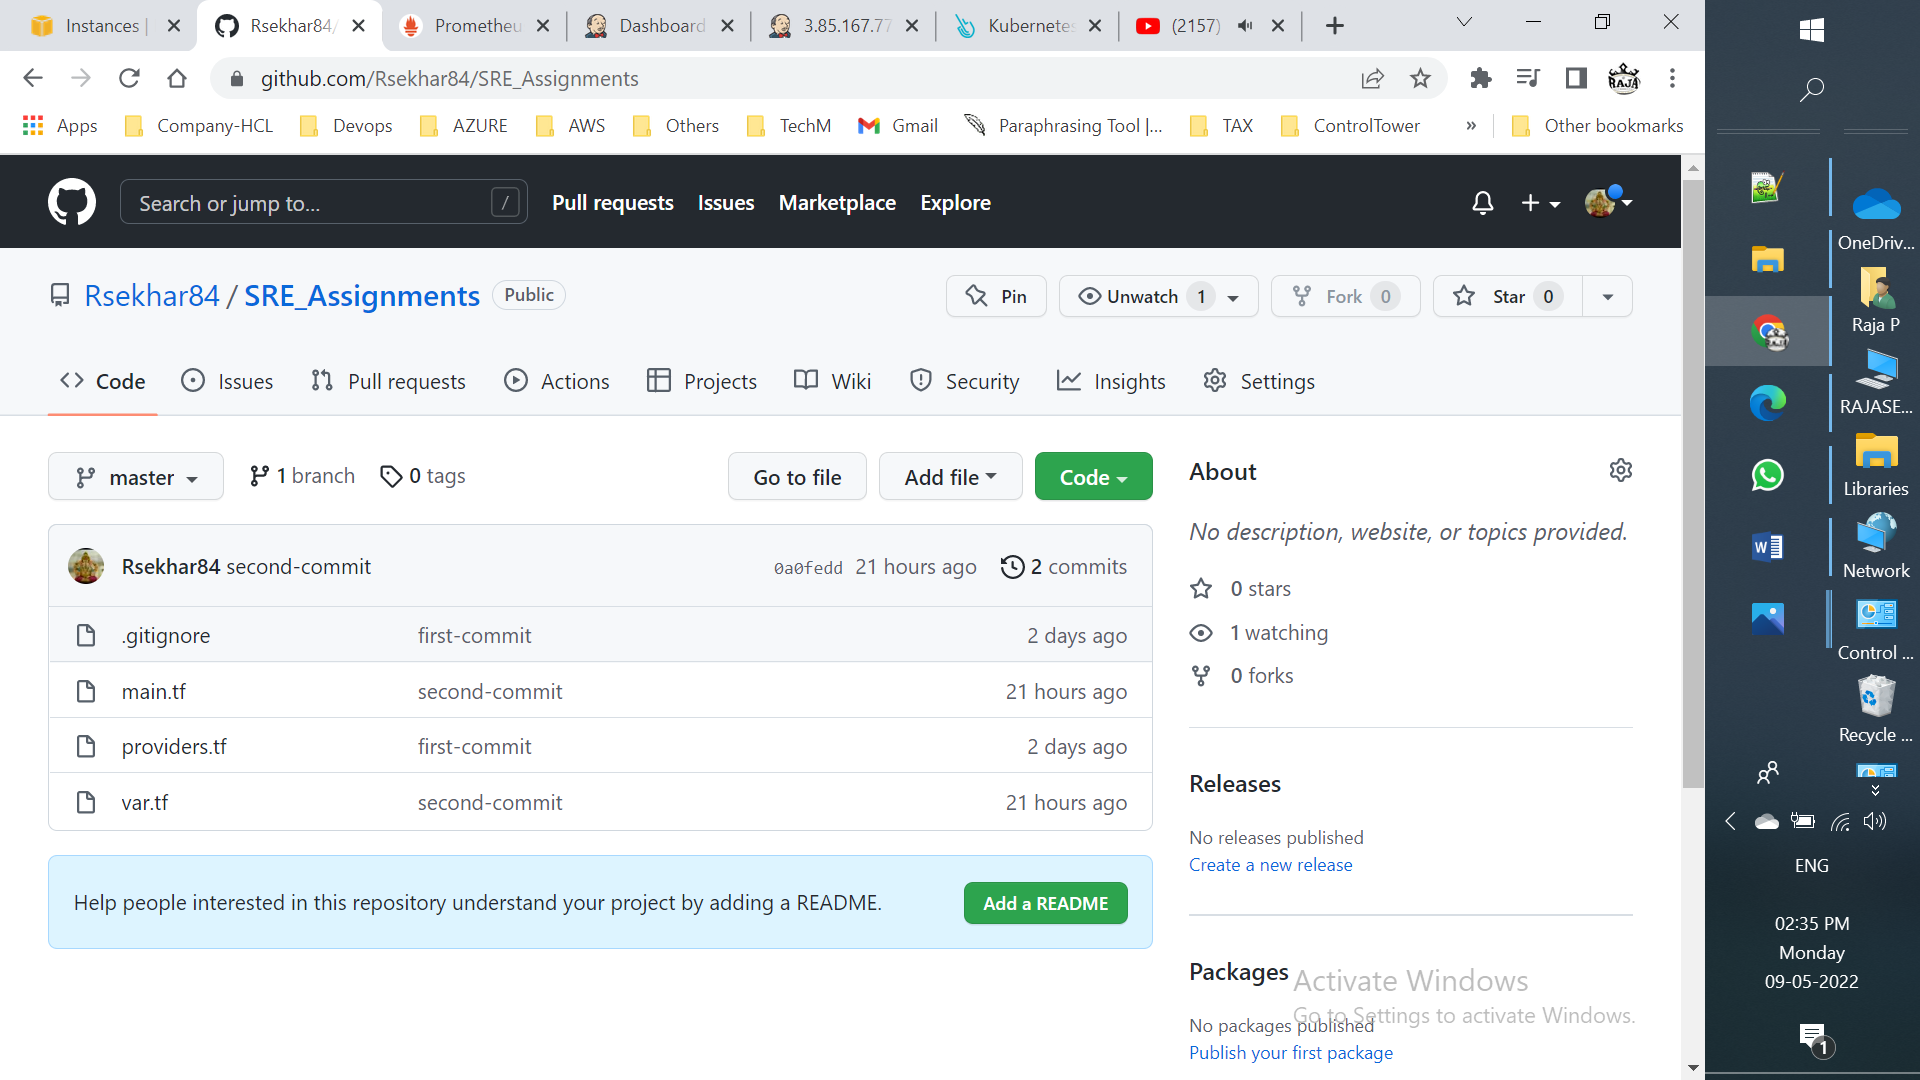 Instances |
Rsekhar84/
Prometheu
Dashboard
3.85.167.77
Kubernetes
(2157)
github.com/Rsekhar84/SRE_Assignments
Apps
Company-HCL
Devops
AZURE
AWS
Others
TechM
Gmail
Paraphrasing Tool |...
TAX
ControlTower
»
Other bookmarks
Search or jump to...
/
Pull requests
Issues
Marketplace
Explore
Rsekhar84 / SRE_Assignments
Public
Pin
Unwatch 1
Fork 0
Star 0
Code
Issues
Pull requests
Actions
Projects
Wiki
Security
Insights
Settings
master
1 branch
0 tags
Go to file
Add file
Code
Rsekhar84 second-commit
0a0fedd 21 hours ago
2 commits
.gitignore first-commit 2 days ago
main.tf second-commit 21 hours ago
providers.tf first-commit 2 days ago
var.tf second-commit 21 hours ago
Help people interested in this repository understand your project by adding a README.
Add a README
About
No description, website, or topics provided.
0 stars
1 watching
0 forks
Releases
No releases published
Create a new release
Packages
No packages published
Publish your first package
Activate Windows
Go to Settings to activate Windows.
OneDriv...
Raja P
RAJASE...
Libraries
Network
Control ...
Recycle ...
ENG
02:35 PM
Monday
09-05-2022
1
RAJA
W